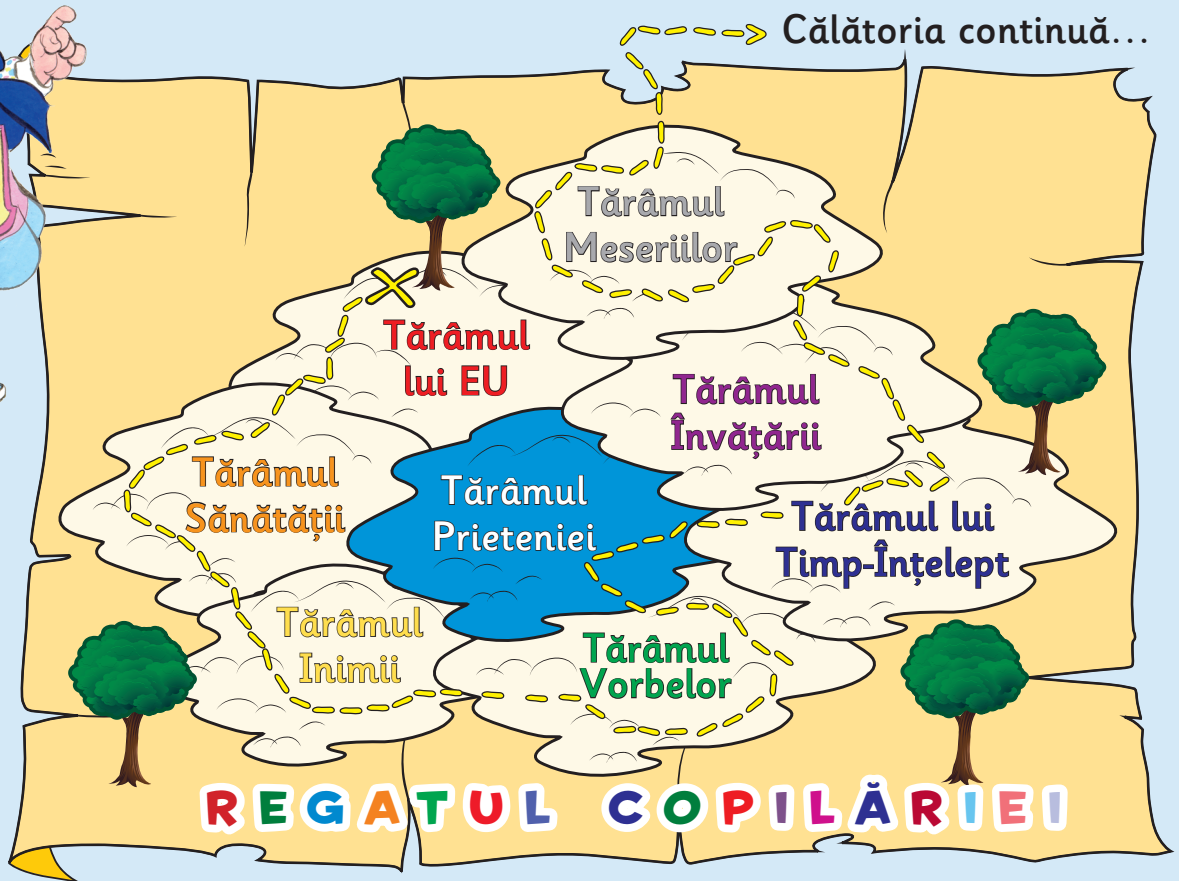 Călătoria continuă...
Tărâmul
Meseriilor
Tărâmul
lui EU
Tărâmul
Învățării
Tărâmul
Sănătății
Tărâmul
Prieteniei
Tărâmul lui
Timp-Înțelept
Tărâmul
Inimii
Tărâmul
Vorbelor
REGATUL COPILĂRIEI